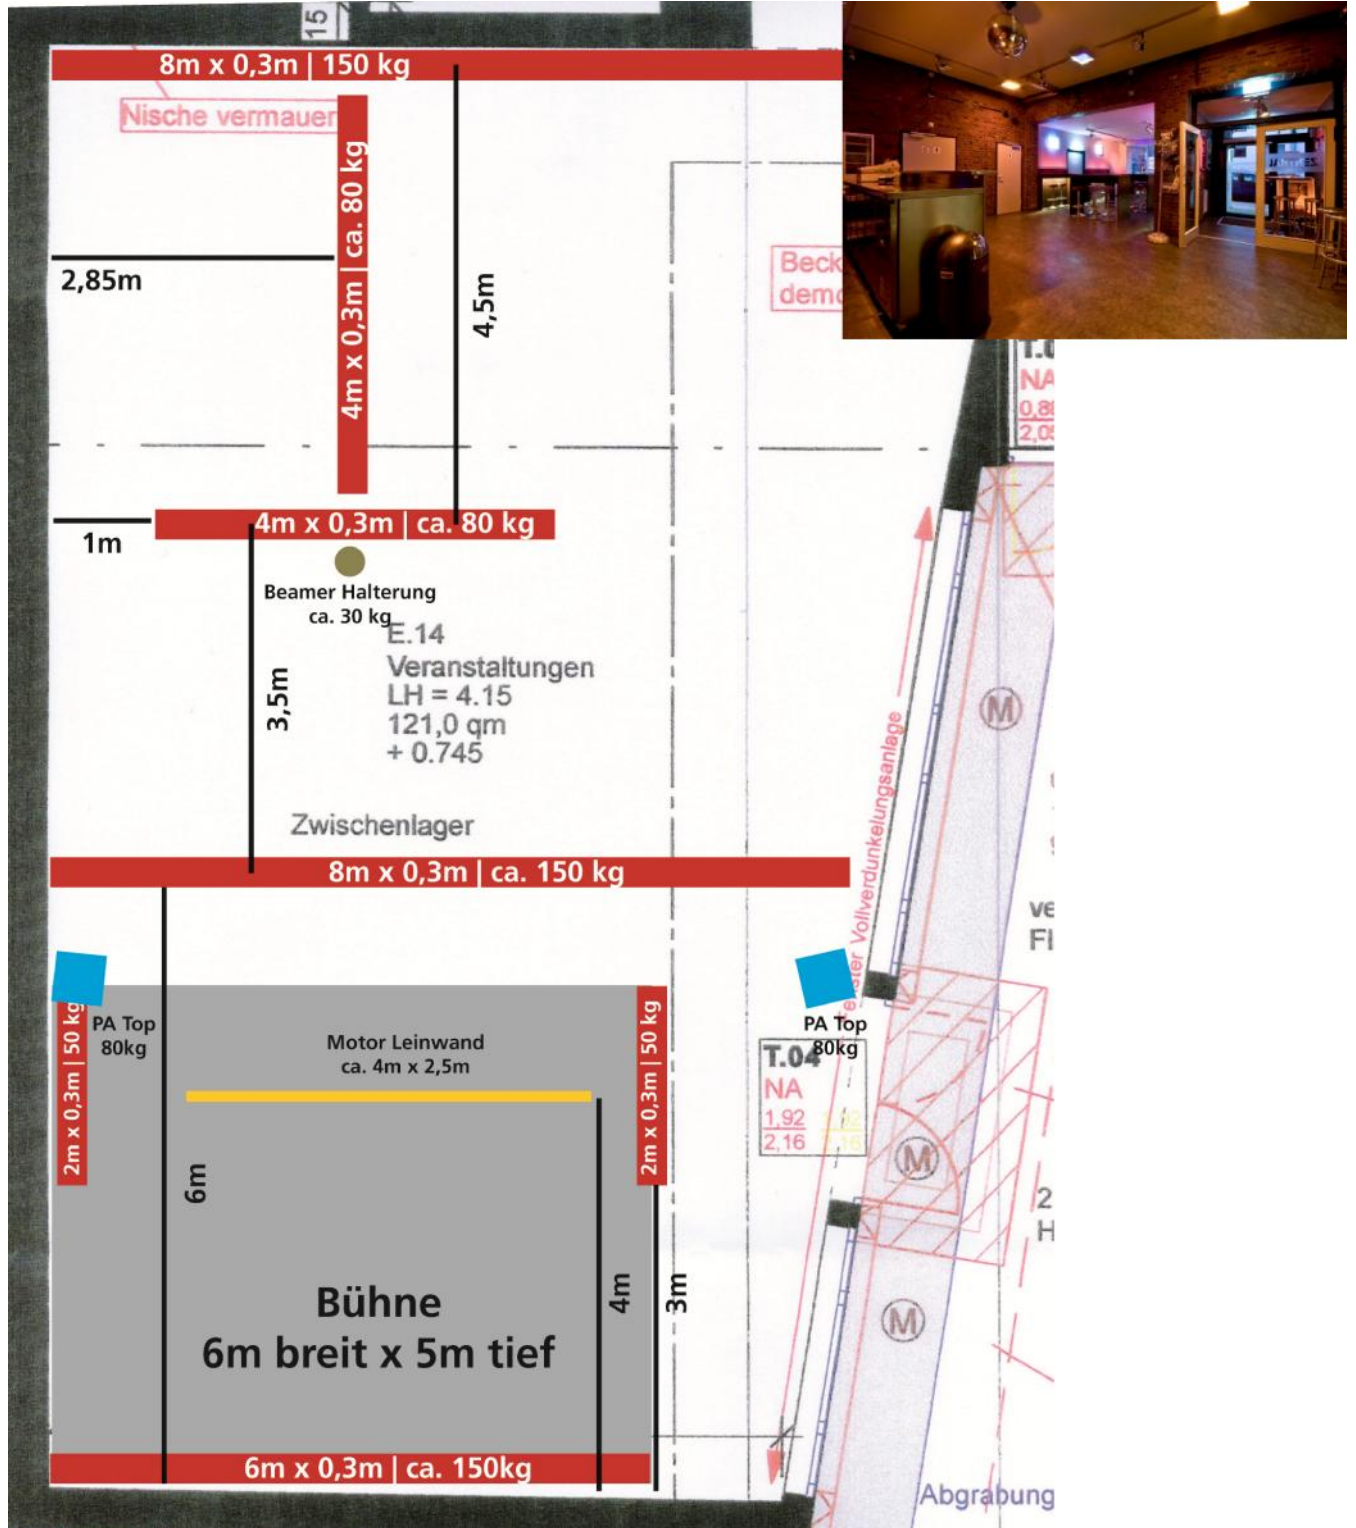 15
8m x 0,3m | 150 kg
Nische vermauer
4m x 0,3m | ca. 80 kg
2,85m
4,5m
demo
NA
1m
4m x 0,3m | ca. 80 kg
Beamer Halterung
ca. 30 kg
E.14
Veranstaltungen
LH = 4.15
121,0 qm
+ 0.745
3,5m
M
Vollverdunkelungsanlage
Zwischenlager
8m x 0,3m | ca. 150 kg
PA Top
80kg
2m x 0,3m | 50 kg
Motor Leinwand
ca. 4m x 2,5m
2m x 0,3m | 50 kg
PA Top
80kg
T.04
NA
1,92
2,16
M
6m
4m
3m
Bühne
6m breit x 5m tief
M
6m x 0,3m | ca. 150kg
Abgrabung